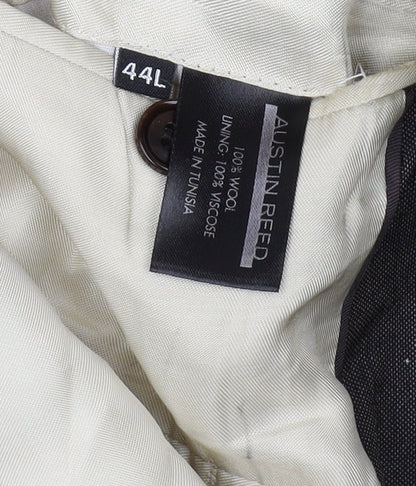 44L
AUSTIN REED
100% WOOL
LINING: 100% VISCOSE
MADE IN TUNISIA